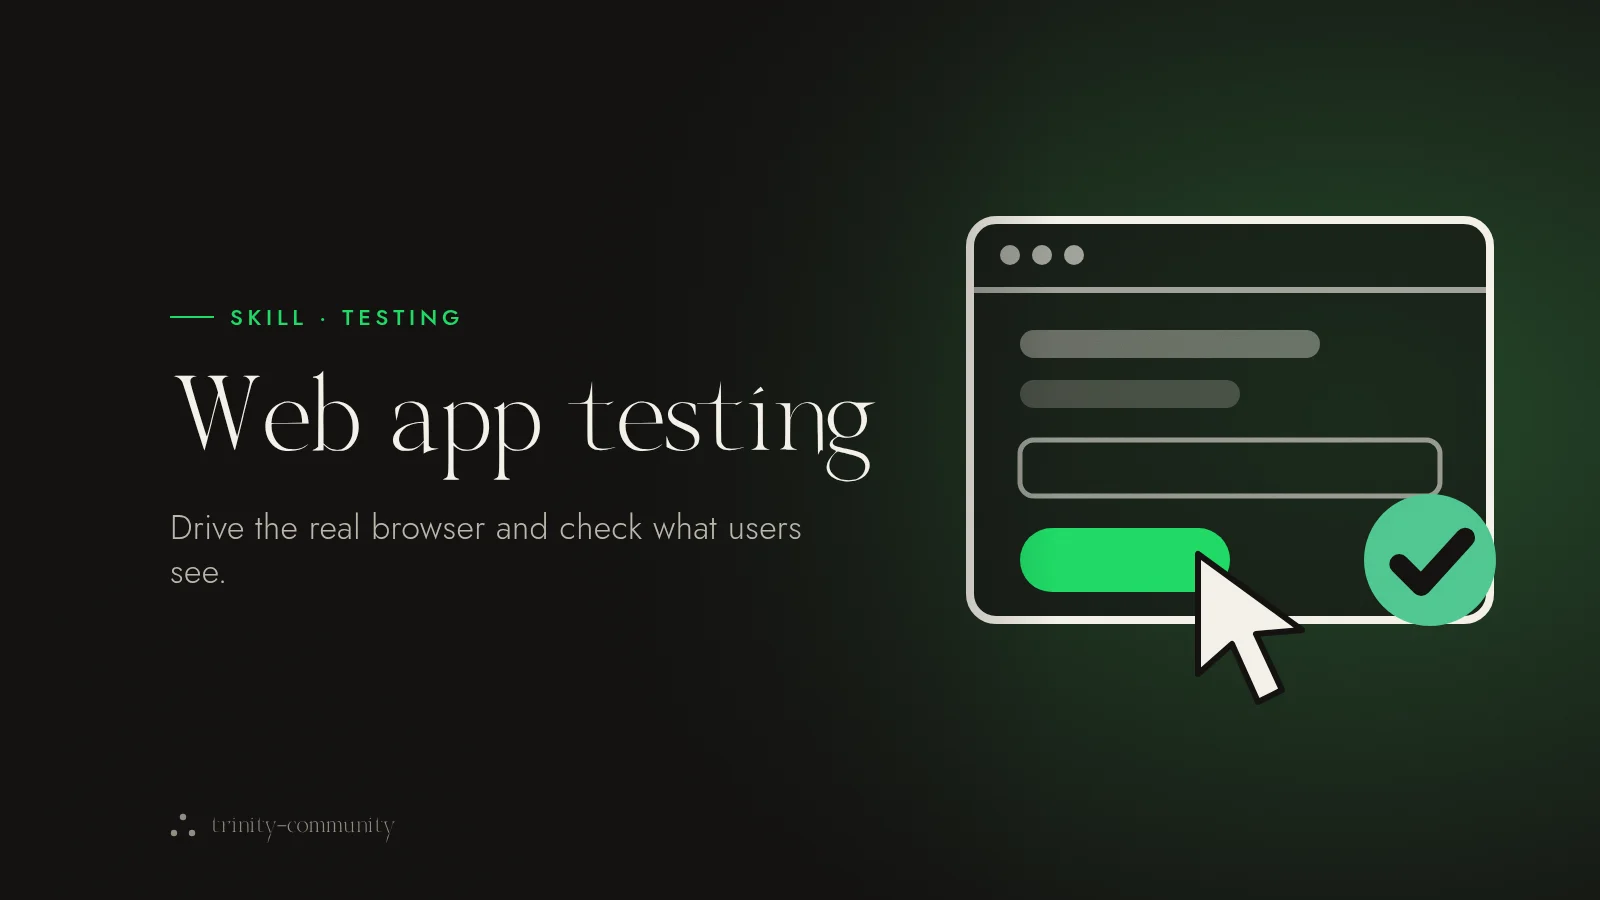 SKILL · TESTING
Web app testing
Drive the real browser and check what users
see.
trinity-community